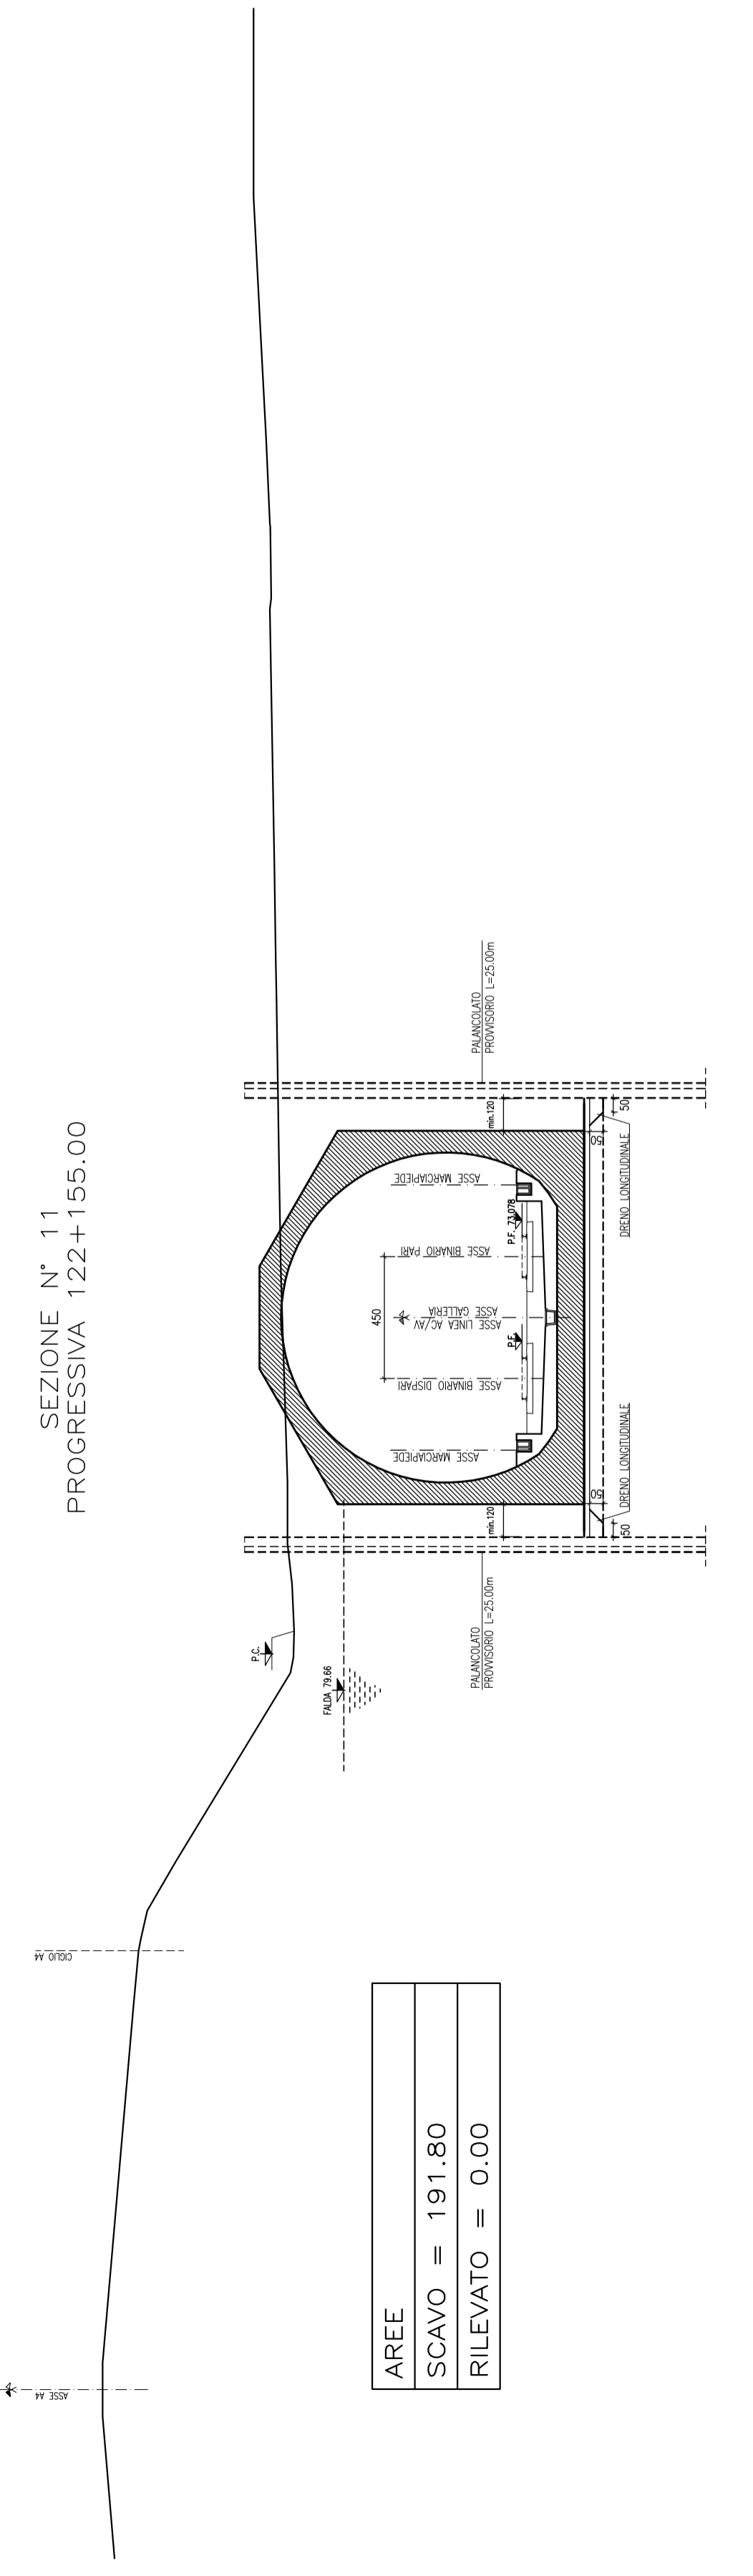 SEZIONE N° 11
PROGRESSIVA 122+155.00
ASSE A4
CIGLIO A4
P.C.
FALDA 79.66
PALANCOLATO
PROVVISORIO L=25.00m
min.120
50
50
DRENO LONGITUDINALE
ASSE MARCIAPIEDE
ASSE BINARIO DISPARI
450
P.F.
ASSE LINEA AC/AV
ASSE GALLERIA
ASSE BINARIO PARI
P.F. 73.078
ASSE MARCIAPIEDE
min.120
50
50
DRENO LONGITUDINALE
PALANCOLATO
PROVVISORIO L=25.00m
AREE
SCAVO = 191.80
RILEVATO = 0.00